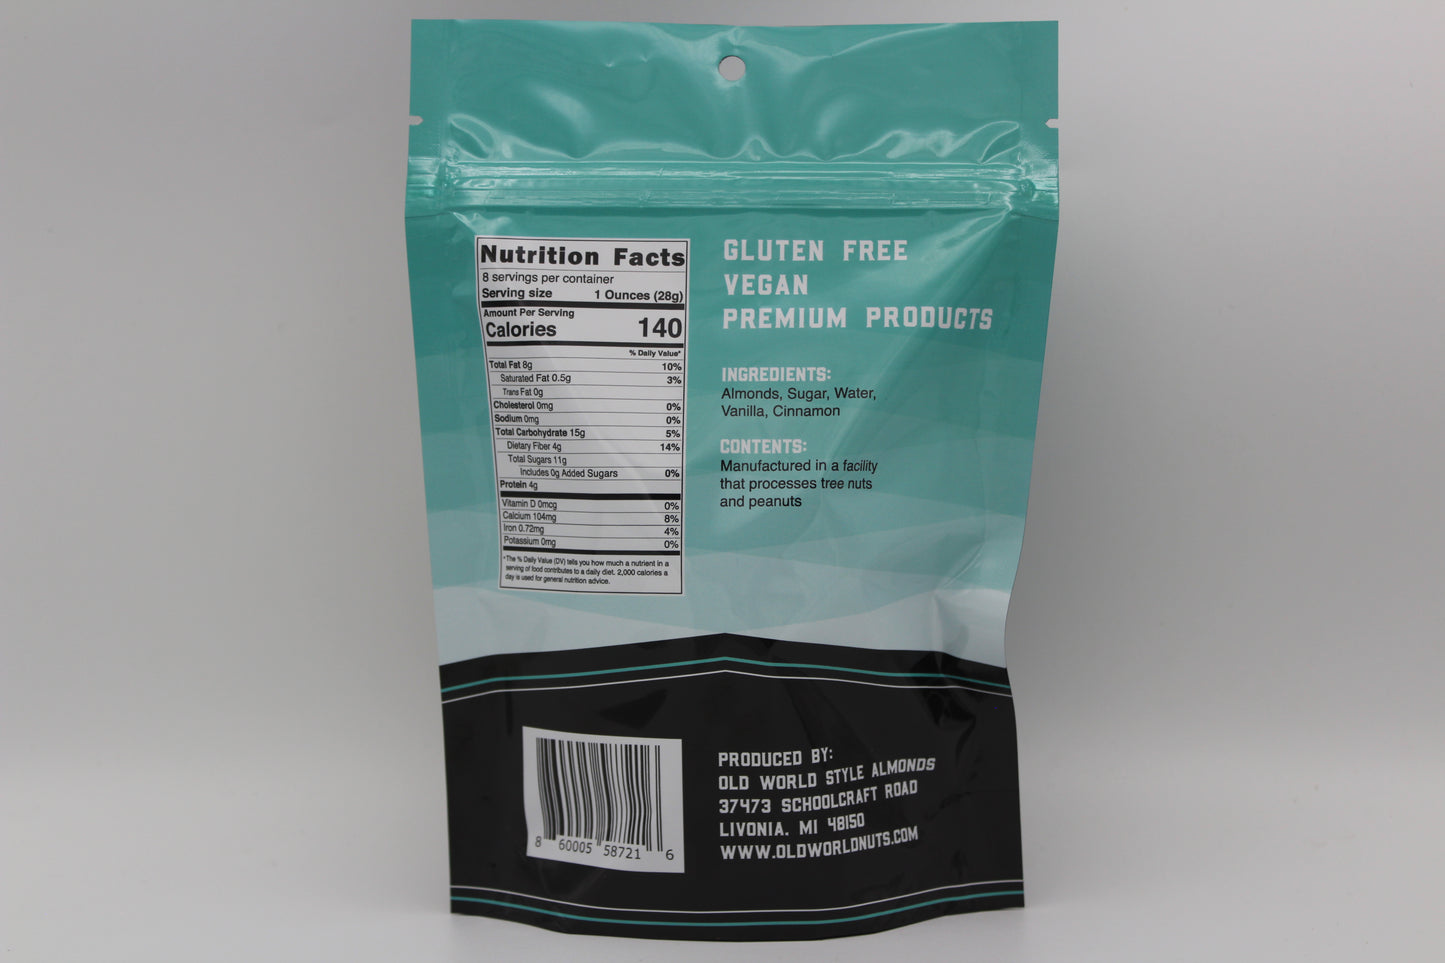 Nutrition Facts
8 servings per container
Serving size 1 Ounces (28g)
Amount Per Serving
Calories 140
% Daily Value*
Total Fat 8g 10%
Saturated Fat 0.5g 3%
Trans Fat 0g
Cholesterol 0mg 0%
Sodium 0mg 0%
Total Carbohydrate 15g 5%
Dietary Fiber 4g 14%
Total Sugars 11g
Includes 0g Added Sugars 0%
Protein 4g
Vitamin D 0mcg 0%
Calcium 104mg 8%
Iron 0.72mg 4%
Potassium 0mg 0%
*The % Daily Value (DV) tells you how much a nutrient in a
serving of food contributes to a daily diet. 2,000 calories a
day is used for general nutrition advice.
GLUTEN FREE
VEGAN
PREMIUM PRODUCTS
INGREDIENTS:
Almonds, Sugar, Water,
Vanilla, Cinnamon
CONTENTS:
Manufactured in a facility
that processes tree nuts
and peanuts
8 60005 58721 6
PRODUCED BY:
OLD WORLD STYLE ALMONDS
37473 SCHOOLCRAFT ROAD
LIVONIA. MI 48150
WWW.OLDWORLDNUTS.COM